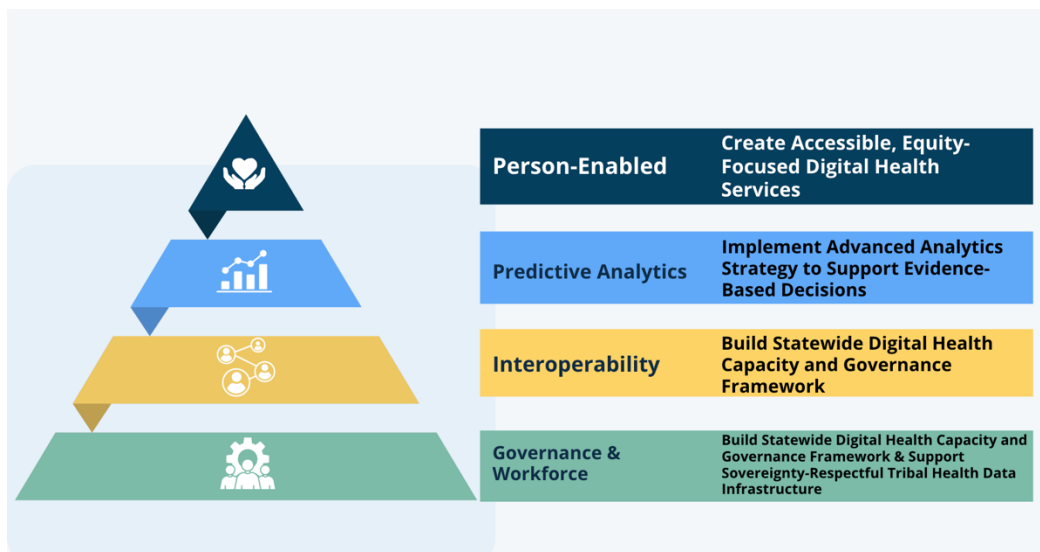 Person-Enabled
Create Accessible, Equity-
Focused Digital Health
Services
Predictive Analytics
Implement Advanced Analytics
Strategy to Support Evidence-
Based Decisions
Interoperability
Build Statewide Digital Health
Capacity and Governance
Framework
Governance &
Workforce
Build Statewide Digital Health Capacity and
Governance Framework & Support
Sovereignty-Respectful Tribal Health Data
Infrastructure